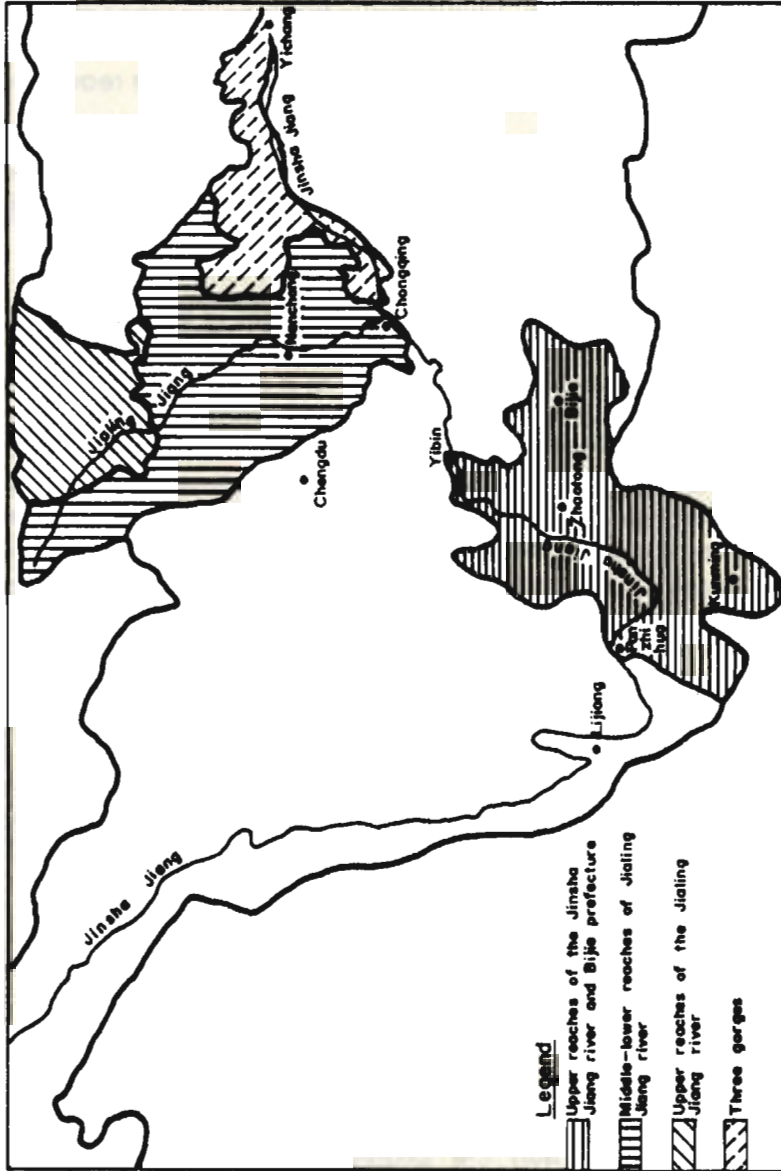 Yichang
Jinsha Jiang
Chongqing
Nanchang
Jialing Jiang
Chengdu
Yibin
Bijie
Zhaotong
Jinsha Jiang
Kunming
Pan
zhi
hua
Lijiang
Jinsha Jiang
Legend
Upper reaches of the Jinsha
Jiang river and Bijie prefecture
Middle-lower reaches of Jialing
Jiang river
Upper reaches of the Jialing
Jiang river
Three gorges